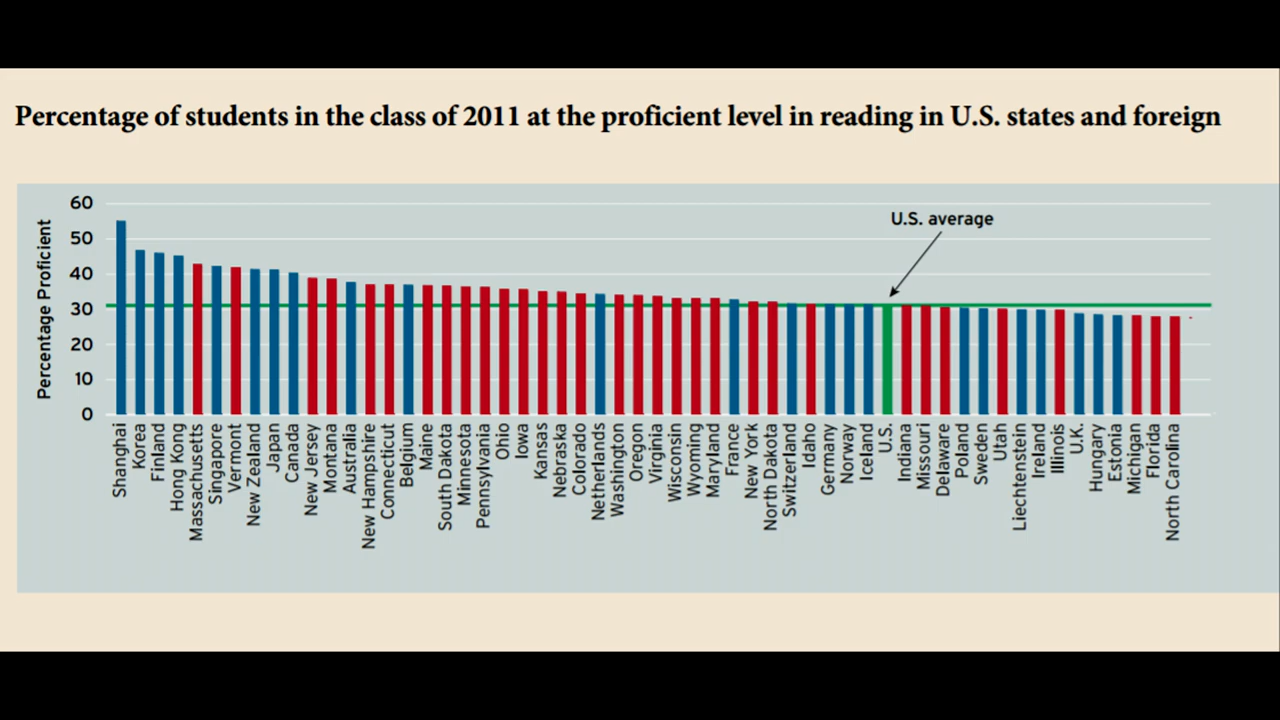 Percentage of students in the class of 2011 at the proficient level in reading in U.S. states and foreign
U.S. average
Percentage Proficient
60
50
40
30
20
10
0
Shanghai
Korea
Finland
Hong Kong
Massachusetts
Singapore
Vermont
New Zealand
Japan
Canada
New Jersey
Montana
Australia
New Hampshire
Connecticut
Belgium
Maine
South Dakota
Minnesota
Pennsylvania
Ohio
Iowa
Kansas
Nebraska
Colorado
Netherlands
Washington
Oregon
Virginia
Wisconsin
Wyoming
Maryland
France
New York
North Dakota
Switzerland
Idaho
Germany
Norway
Iceland
U.S.
Indiana
Missouri
Delaware
Poland
Sweden
Utah
Liechtenstein
Ireland
Illinois
U.K.
Hungary
Estonia
Michigan
Florida
North Carolina